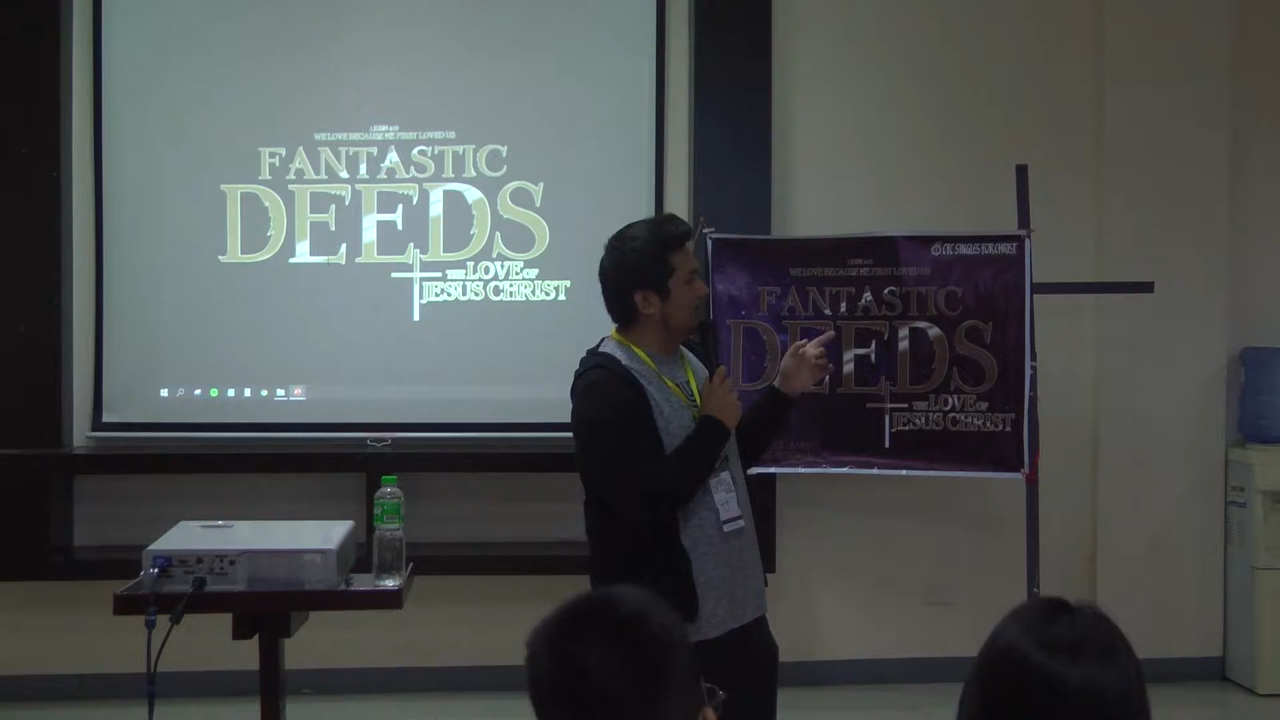 WE LOVE BECAUSE HE FIRST LOVED US
FANTASTIC
DEEDS
THE LOVE OF
JESUS CHRIST
CFC SINGLES FOR CHRIST
WE LOVE BECAUSE HE FIRST LOVED US
FANTASTIC
DEEDS
THE LOVE OF
JESUS CHRIST